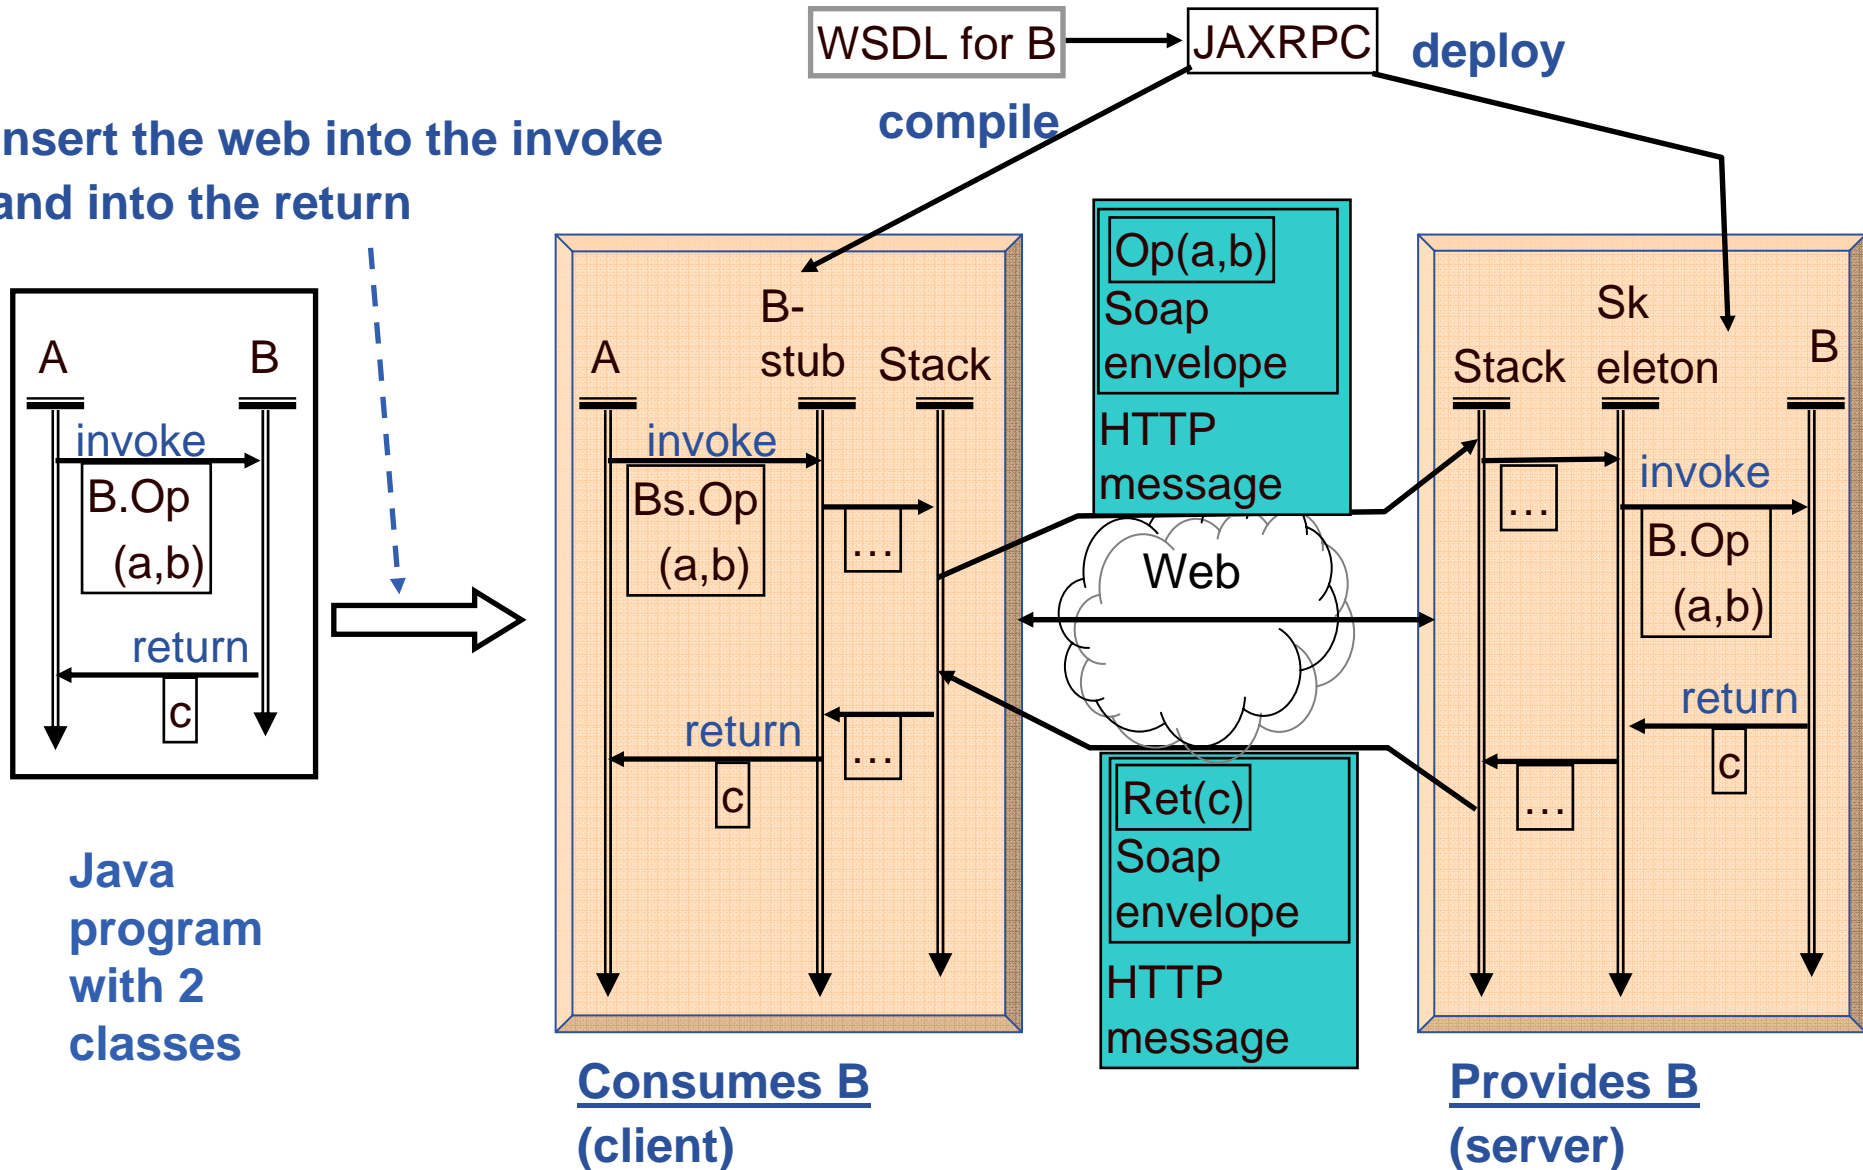 WSDL for B
JAXRPC
deploy
compile
nsert the web into the invoke
and into the return
A
B
invoke
B.Op
(a,b)
return
c
Java
program
with 2
classes
A
B-
stub
Stack
invoke
Bs.Op
(a,b)
...
return
...
c
Consumes B
(client)
Op(a,b)
Soap
envelope
HTTP
message
Web
Ret(c)
Soap
envelope
HTTP
message
Stack
Sk
eleton
B
...
invoke
B.Op
(a,b)
return
c
...
Provides B
(server)